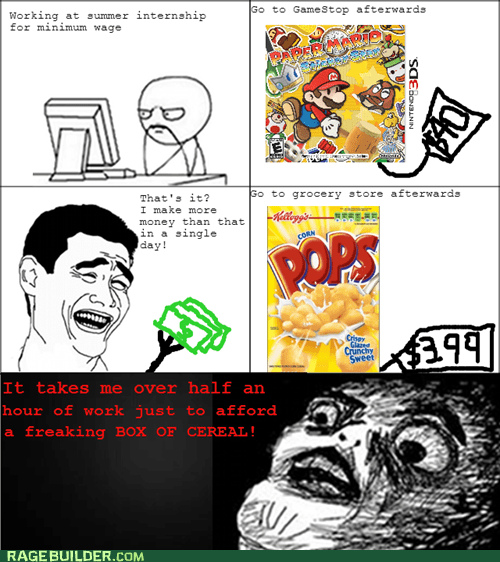 Working at summer internship
for minimum wage
Go to GameStop afterwards
PAPER MARIO
NINTENDO 3DS
E
$40
That's it?
I make more
money than that
in a single
day!
Go to grocery store afterwards
Kellogg's
CORN
POPS
Crispy
Glazed
Crunchy
Sweet
$3.99
It takes me over half an
hour of work just to afford
a freaking BOX OF CEREAL!
RAGEBUILDER.COM